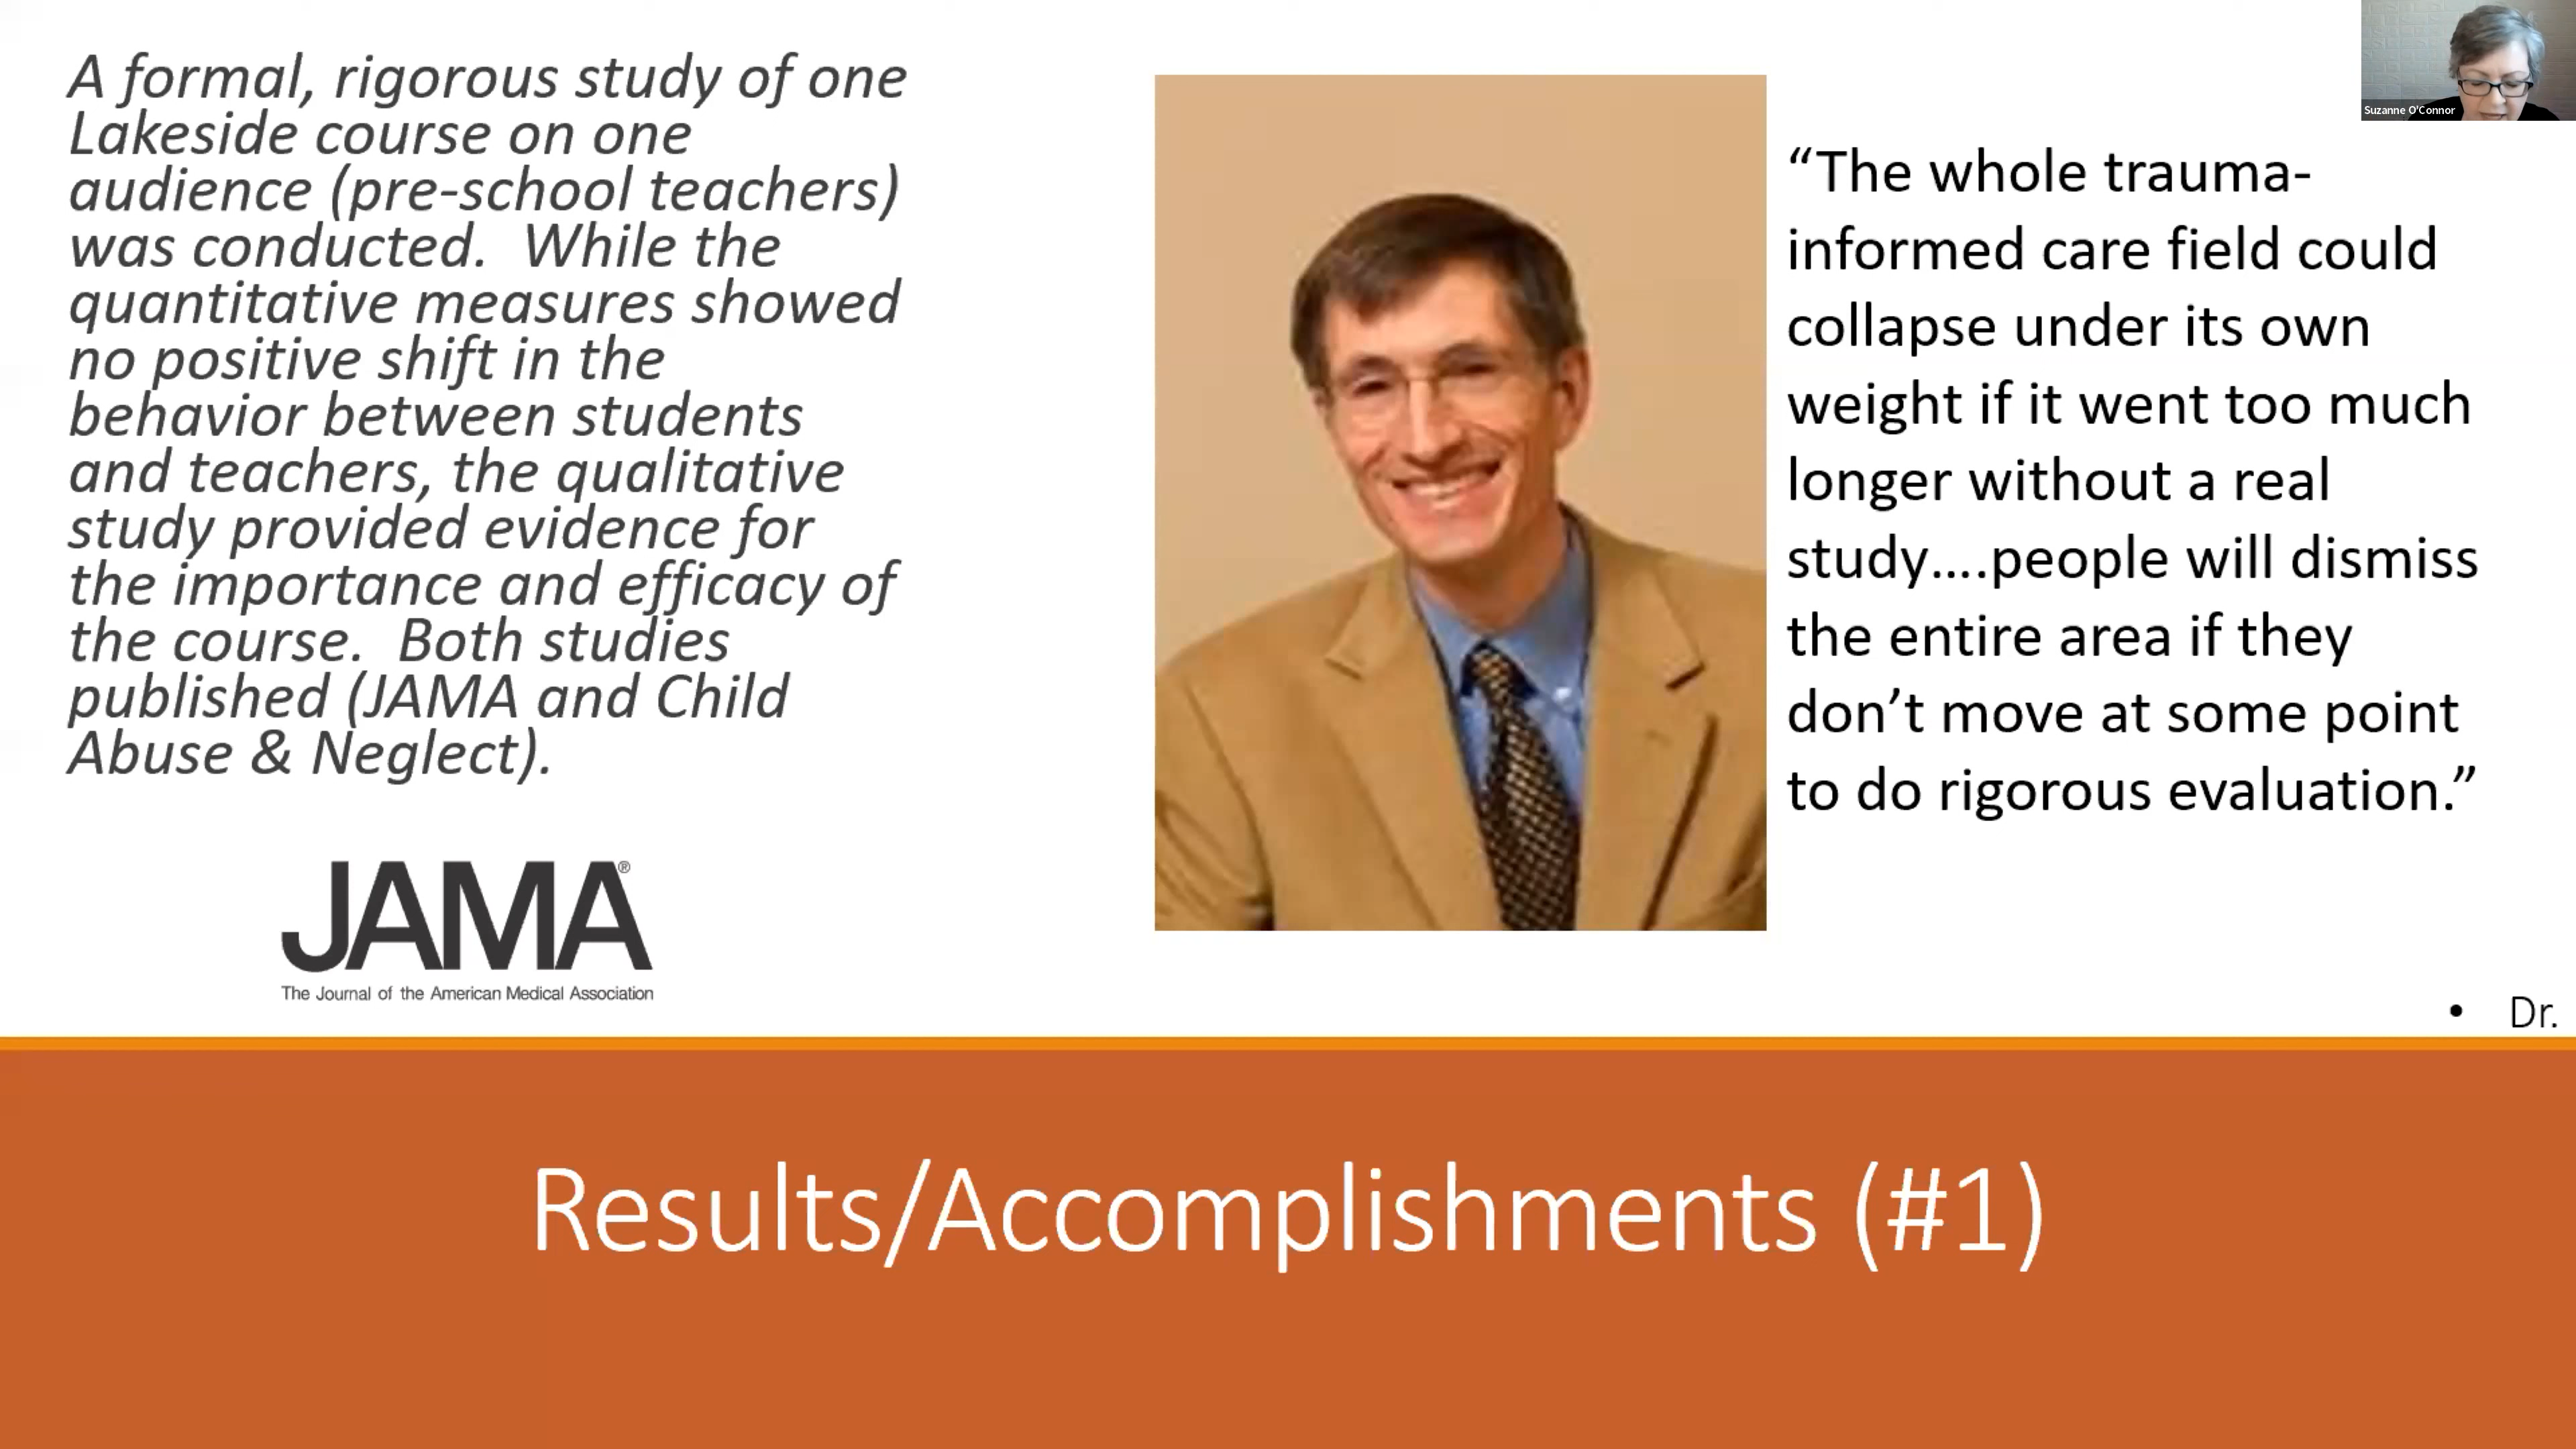 A formal, rigorous study of one
Lakeside course on one
audience (pre-school teachers)
was conducted.  While the
quantitative measures showed
no positive shift in the
behavior between students
and teachers, the qualitative
study provided evidence for
the importance and efficacy of
the course.  Both studies
published (JAMA and Child
Abuse & Neglect).
JAMA®
The Journal of the American Medical Association
Suzanne O'Connor
“The whole trauma-
informed care field could
collapse under its own
weight if it went too much
longer without a real
study....people will dismiss
the entire area if they
don’t move at some point
to do rigorous evaluation.”
• Dr.
Results/Accomplishments (#1)